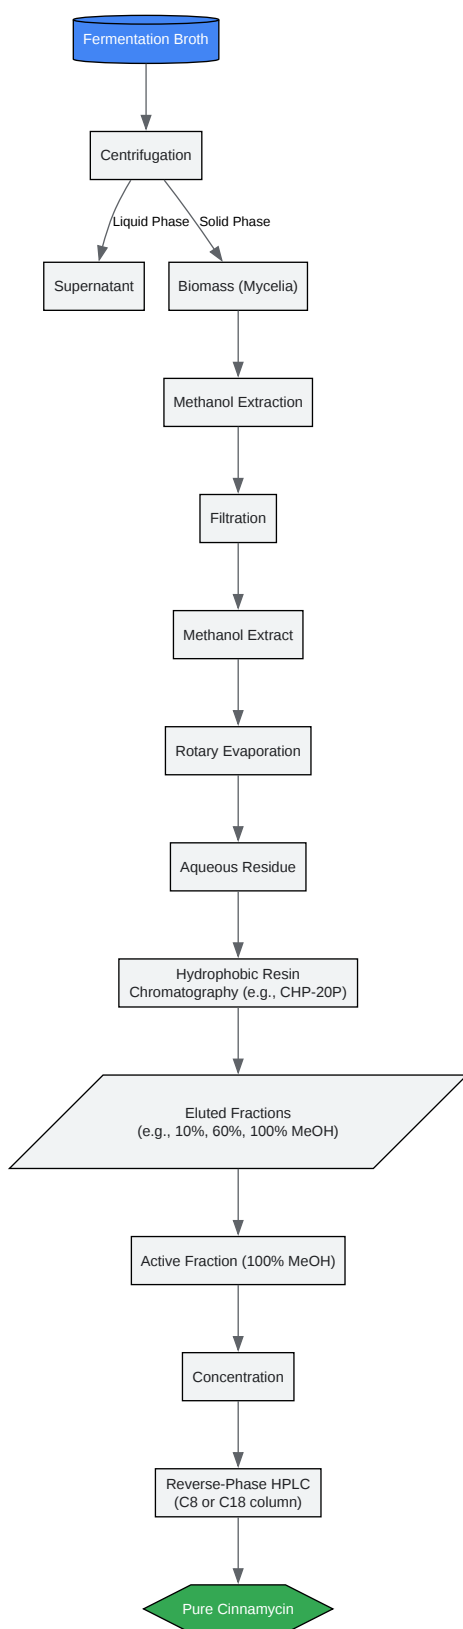 Fermentation Broth
Centrifugation
Liquid Phase
Solid Phase
Supernatant
Biomass (Mycelia)
Methanol Extraction
Filtration
Methanol Extract
Rotary Evaporation
Aqueous Residue
Hydrophobic Resin
Chromatography (e.g., CHP-20P)
Eluted Fractions
(e.g., 10%, 60%, 100% MeOH)
Active Fraction (100% MeOH)
Concentration
Reverse-Phase HPLC
(C8 or C18 column)
Pure Cinnamycin